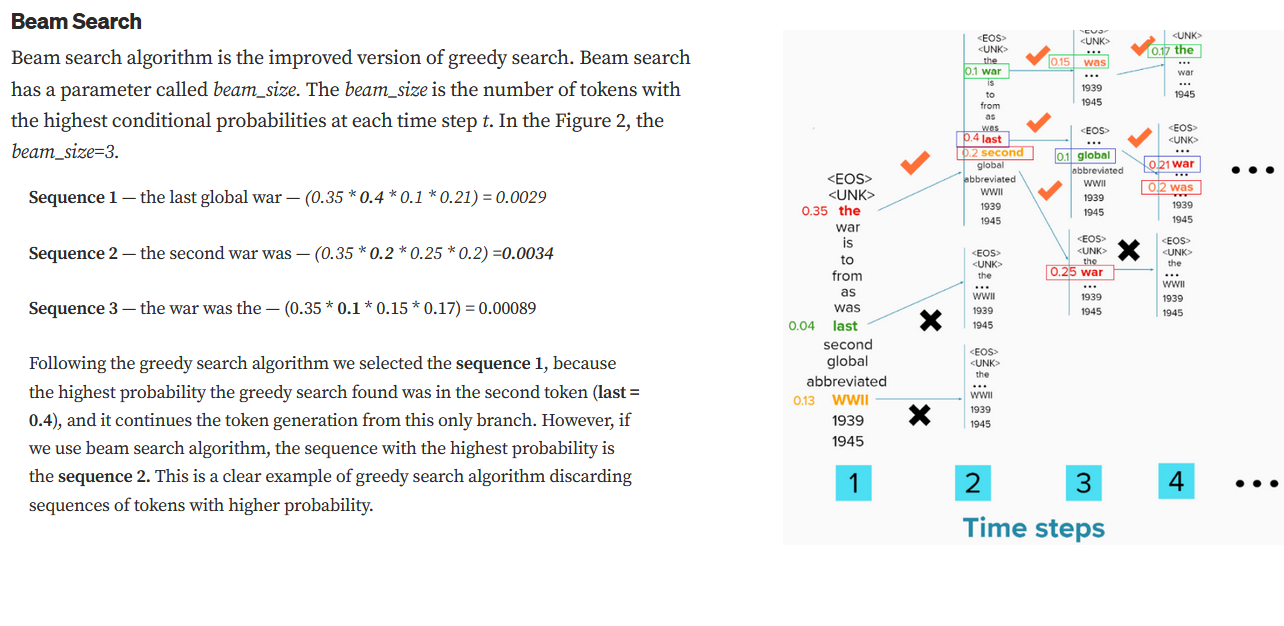 Beam Search
Beam search algorithm is the improved version of greedy search. Beam search
has a parameter called beam_size. The beam_size is the number of tokens with
the highest conditional probabilities at each time step t. In the Figure 2, the
beam_size=3.
Sequence 1 — the last global war — (0.35 * 0.4 * 0.1 * 0.21) = 0.0029
Sequence 2 — the second war was — (0.35 * 0.2 * 0.25 * 0.2) =0.0034
Sequence 3 — the war was the — (0.35 * 0.1 * 0.15 * 0.17) = 0.00089
Following the greedy search algorithm we selected the sequence 1, because
the highest probability the greedy search found was in the second token (last =
0.4), and it continues the token generation from this only branch. However, if
we use beam search algorithm, the sequence with the highest probability is
the sequence 2. This is a clear example of greedy search algorithm discarding
sequences of tokens with higher probability.
<EOS>
<UNK>
0.35 the
war
is
to
from
as
was
0.04 last
second
global
abbreviated
0.13 WWII
1939
1945
<EOS>
<UNK>
the
0.1 war
is
to
from
as
was
0.4 last
0.2 second
global
abbreviated
WWII
1939
1945
<EOS>
<UNK>
the
...
WWII
1939
1945
<EOS>
<UNK>
the
...
WWII
1939
1945
<EOS>
<UNK>
...
0.15 was
...
1939
1945
<EOS>
...
0.1 global
abbreviated
WWII
1939
1945
<EOS>
<UNK>
the
0.25 war
...
1939
1945
<UNK>
0.17 the
...
war
...
1945
<EOS>
<UNK>
...
0.21 war
...
0.2 was
...
1939
1945
<EOS>
<UNK>
the
...
WWII
1939
1945
...
1 2 3 4 ...
Time steps